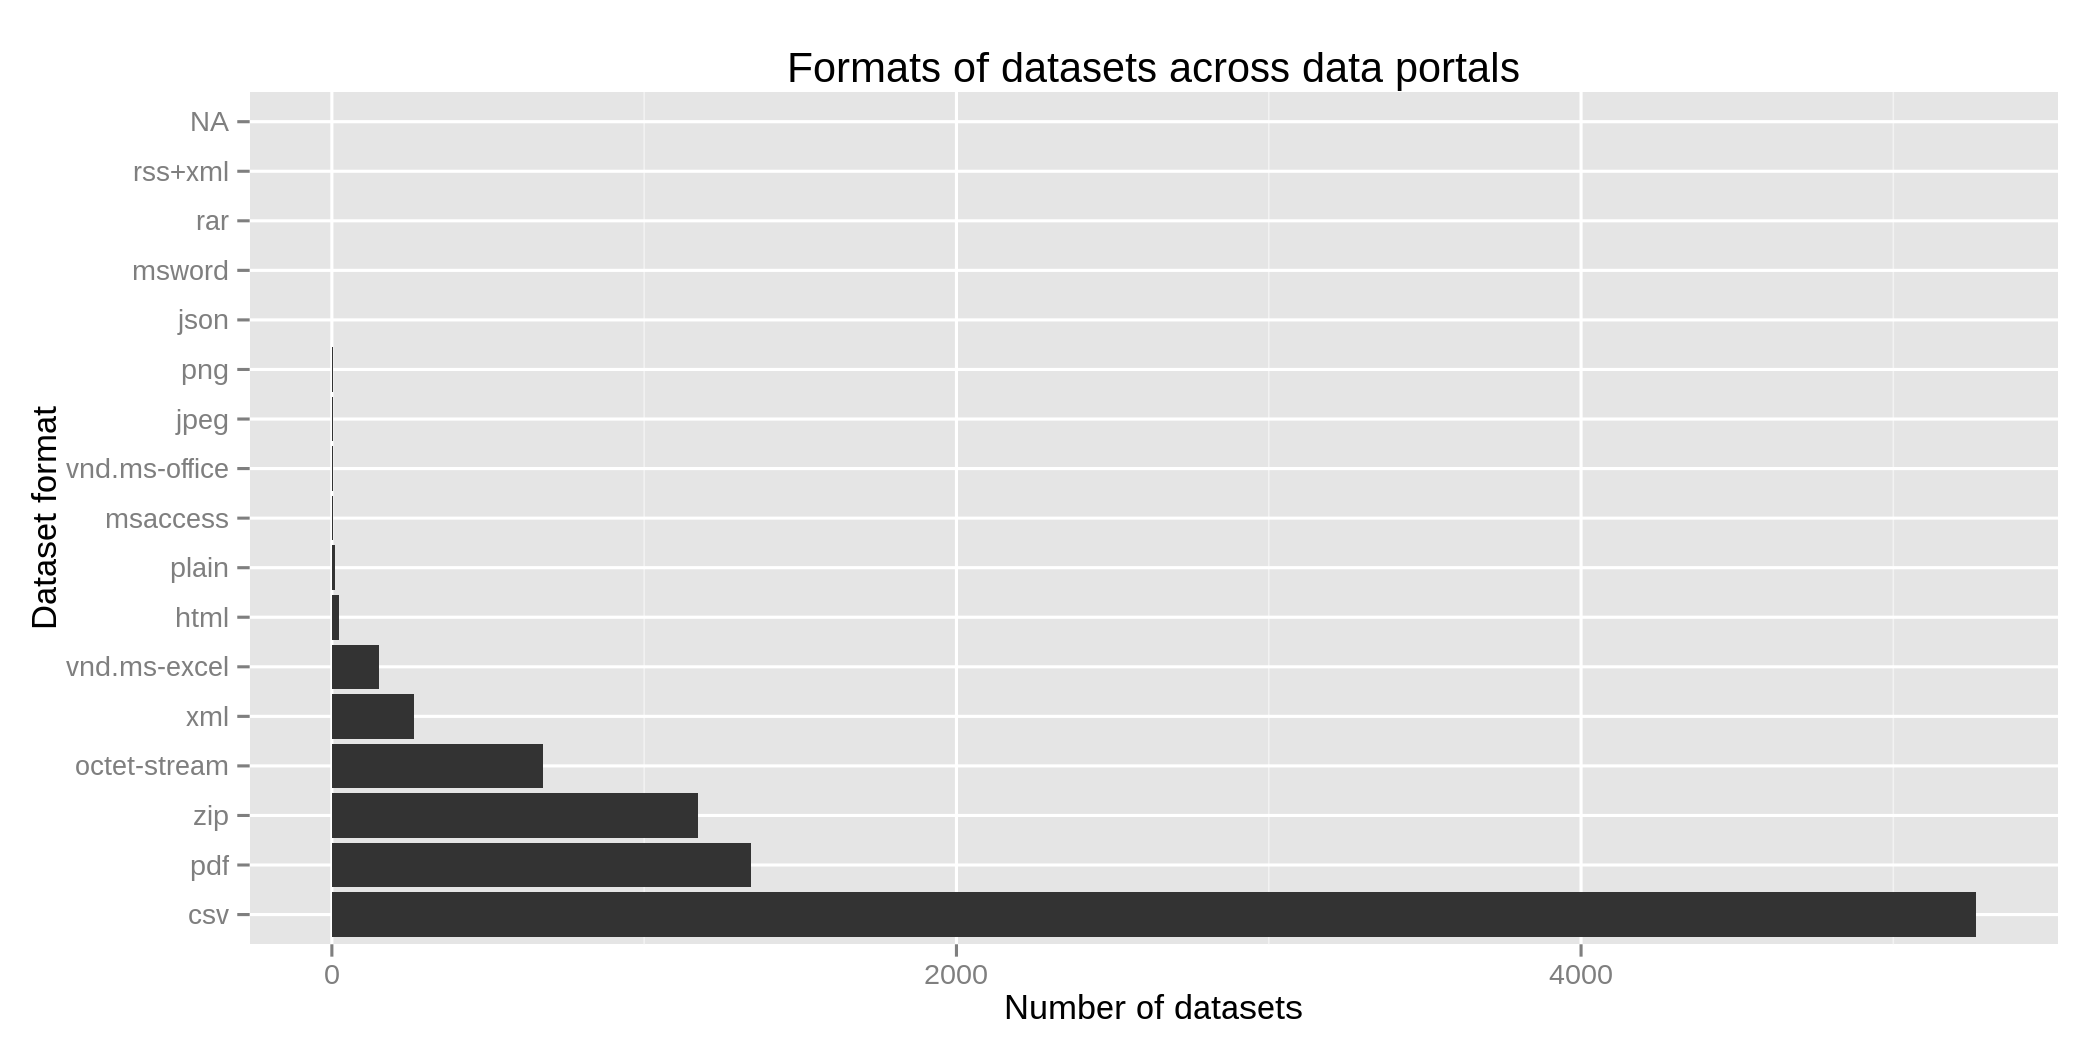 Formats of datasets across data portals
Dataset format
NA
rss+xml
rar
msword
json
png
jpeg
vnd.ms-office
msaccess
plain
html
vnd.ms-excel
xml
octet-stream
zip
pdf
csv
0 2000 4000
Number of datasets